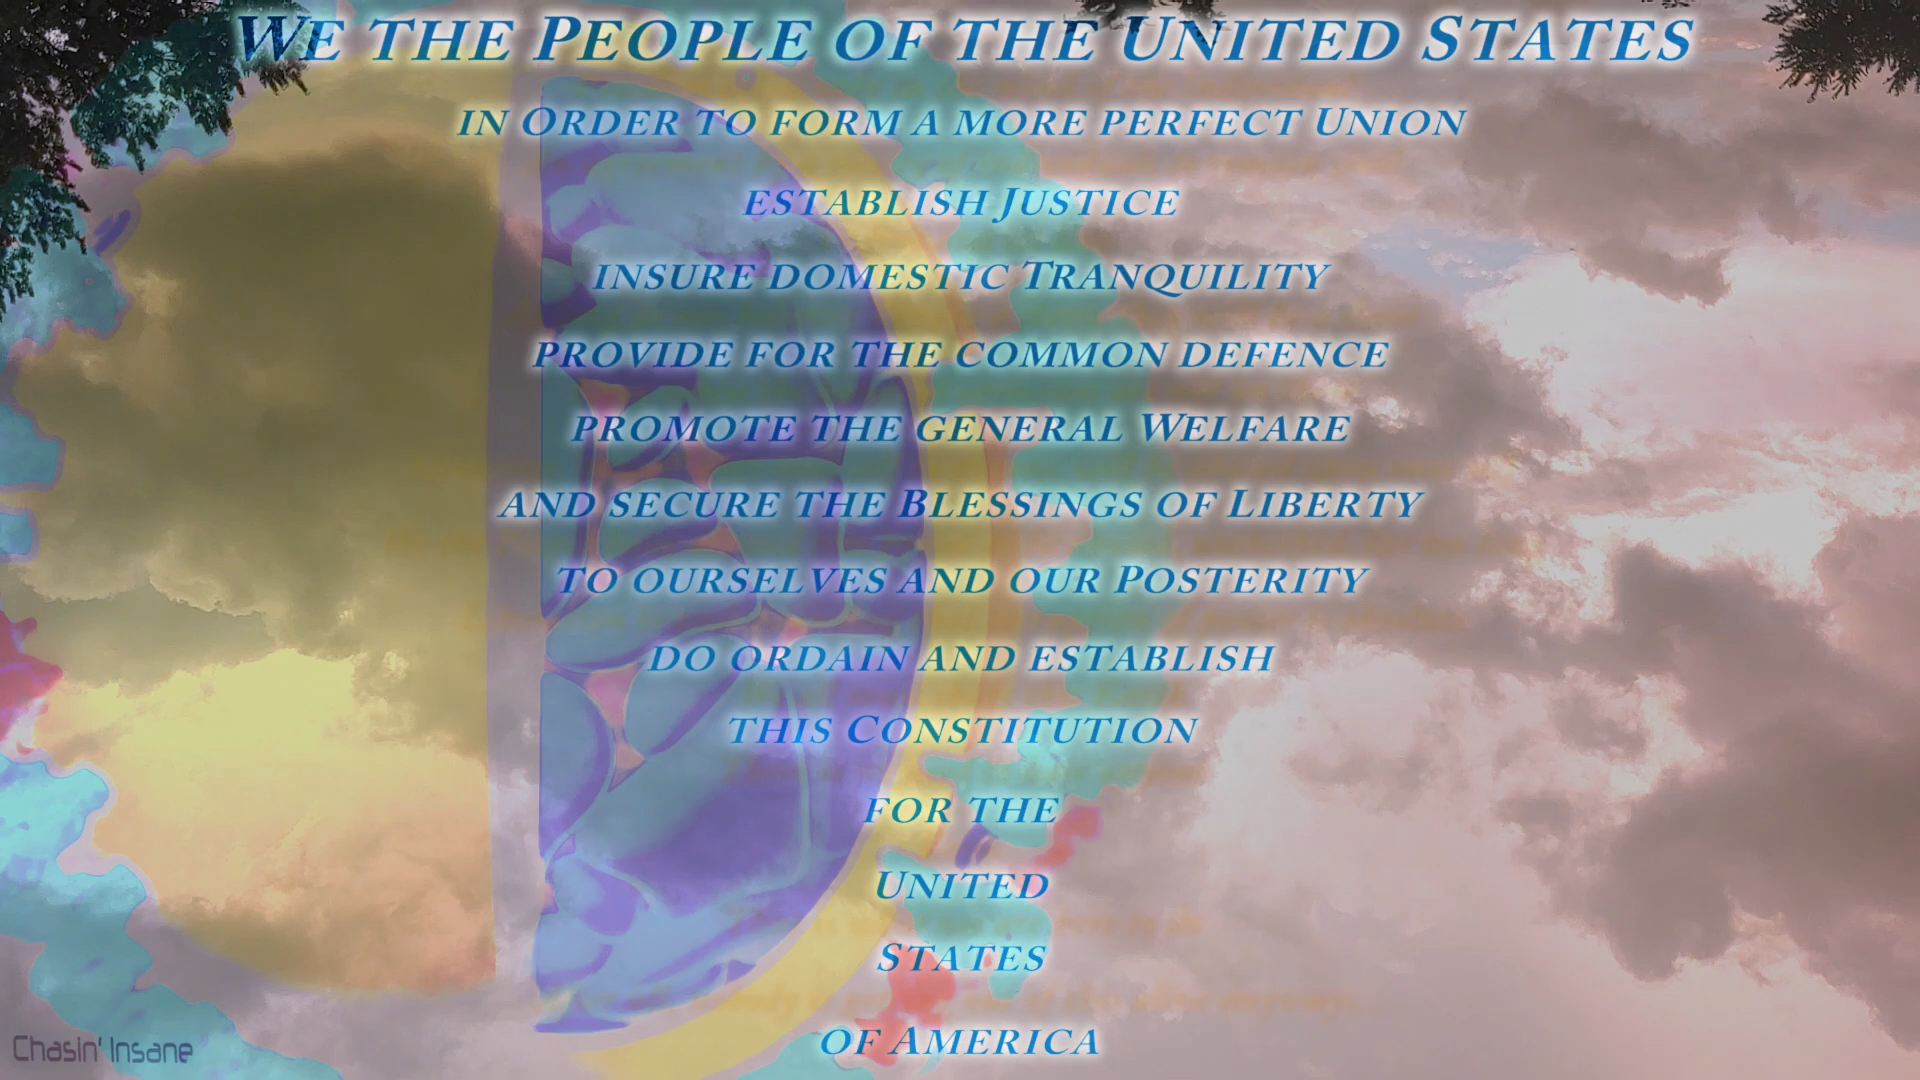 We the People of the United States
in Order to form a more perfect Union
establish Justice
insure domestic Tranquility
provide for the common defence
promote the general Welfare
and secure the Blessings of Liberty
to ourselves and our Posterity
do ordain and establish
this Constitution
for the
United
States
of America
Chasin' Insane